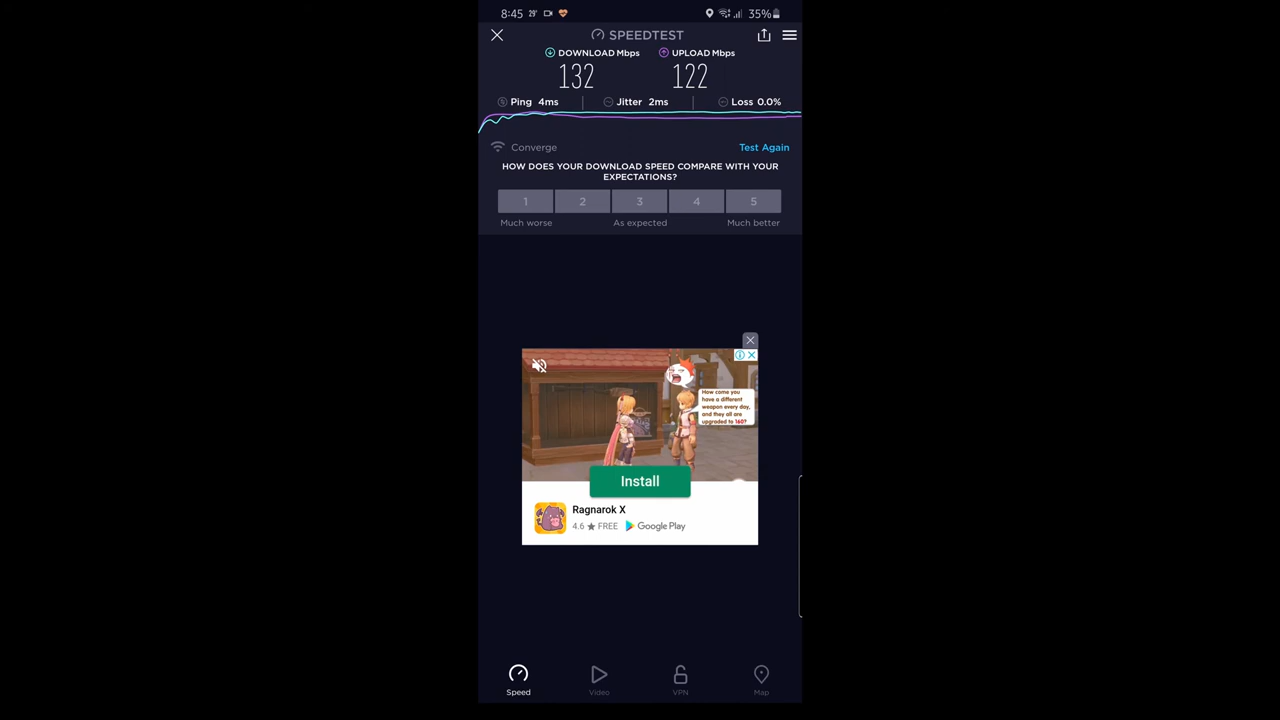 8:45 29° 35%
SPEEDTEST
DOWNLOAD Mbps UPLOAD Mbps
132 122
Ping 4ms Jitter 2ms Loss 0.0%
Converge Test Again
HOW DOES YOUR DOWNLOAD SPEED COMPARE WITH YOUR
EXPECTATIONS?
1 2 3 4 5
Much worse As expected Much better
How come you
have a different
weapon every day,
and they all are
upgraded to 160?
Install
Ragnarok X
4.6 ★ FREE Google Play
Speed Video VPN Map